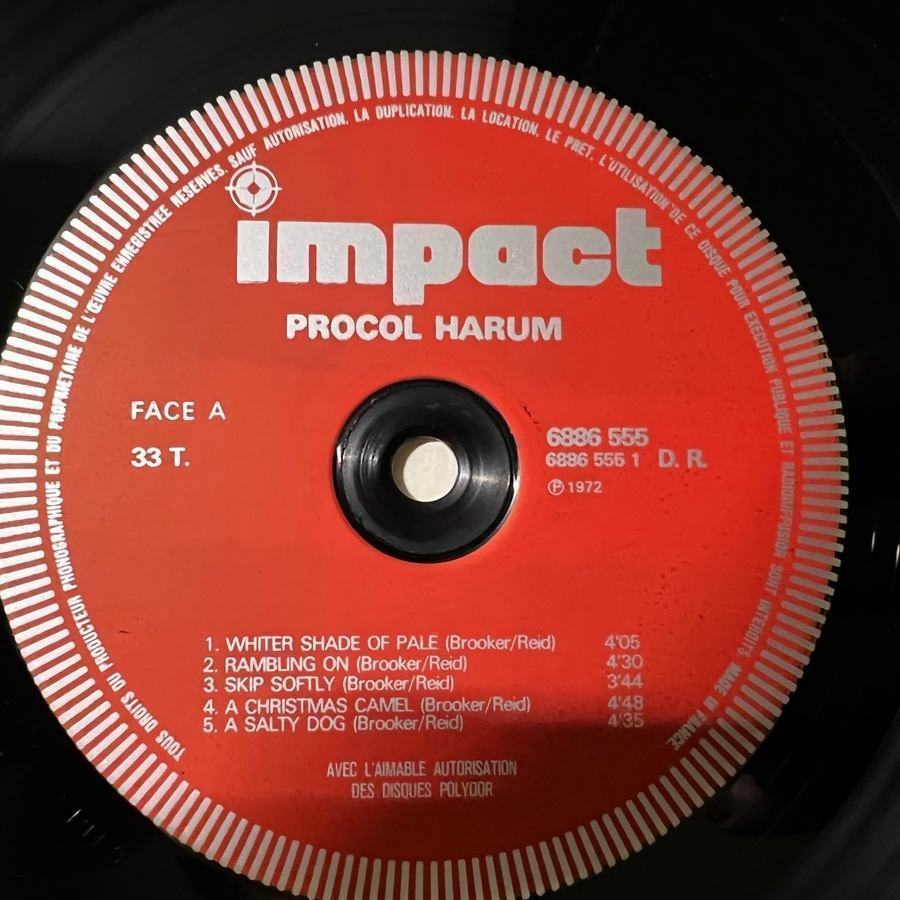 TOUS DROITS DU PRODUCTEUR PHONOGRAPHIQUE ET DU PROPRIETAIRE DE L'ŒUVRE ENREGISTREE RESERVES. SAUF AUTORISATION, LA DUPLICATION, LA LOCATION, LE PRET, L'UTILISATION DE CE DISQUE POUR EXECUTION PUBLIQUE ET RADIODIFFUSION SONT INTERDITS MADE IN FRANCE
impact
PROCOL HARUM
FACE A
33 T.
6886 555
6886 555 1 D. R.
℗ 1972
1. WHITER SHADE OF PALE (Brooker/Reid) 4'05
2. RAMBLING ON (Brooker/Reid) 4'30
3. SKIP SOFTLY (Brooker/Reid) 3'44
4. A CHRISTMAS CAMEL (Brooker/Reid) 4'48
5. A SALTY DOG (Brooker/Reid) 4'35
AVEC L'AIMABLE AUTORISATION
DES DISQUES POLYDOR